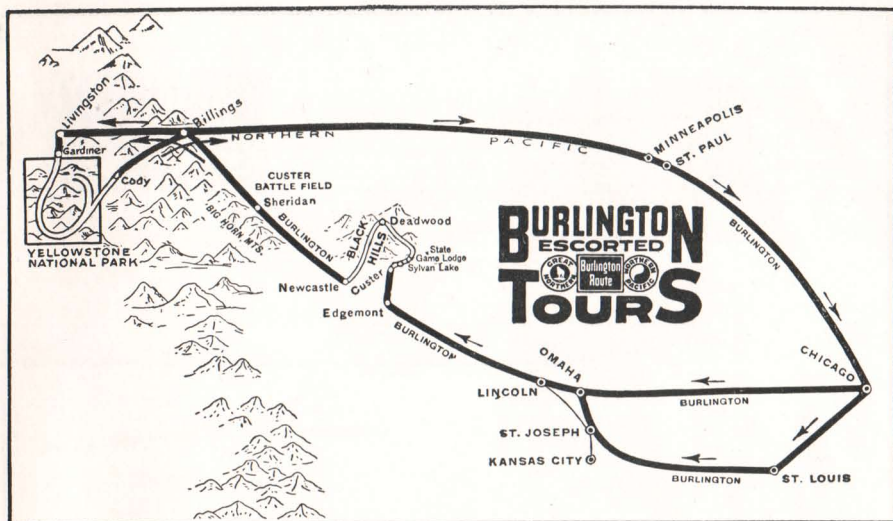 Livingston
Billings
NORTHERN
PACIFIC
MINNEAPOLIS
ST. PAUL
Gardiner
Cody
YELLOWSTONE
NATIONAL PARK
CUSTER
BATTLE FIELD
Sheridan
BIG HORN MTS.
BURLINGTON
BLACK
HILLS
Deadwood
State
Game Lodge
Sylvan Lake
Custer
Newcastle
Edgemont
BURLINGTON
BURLINGTON
ESCORTED
GREAT
NORTHERN
Burlington
Route
NORTHERN
PACIFIC
TOURS
BURLINGTON
CHICAGO
OMAHA
LINCOLN
BURLINGTON
ST. JOSEPH
KANSAS CITY
BURLINGTON
ST. LOUIS